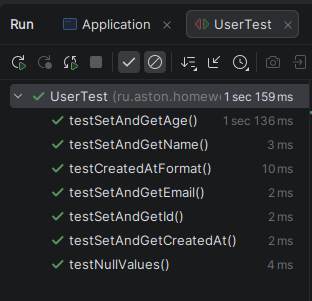 Run Application UserTest
UserTest (ru.aston.homew 1 sec 159 ms
testSetAndGetAge() 1 sec 136 ms
testSetAndGetName() 3 ms
testCreatedAtFormat() 10 ms
testSetAndGetEmail() 2 ms
testSetAndGetId() 2 ms
testSetAndGetCreatedAt() 2 ms
testNullValues() 4 ms